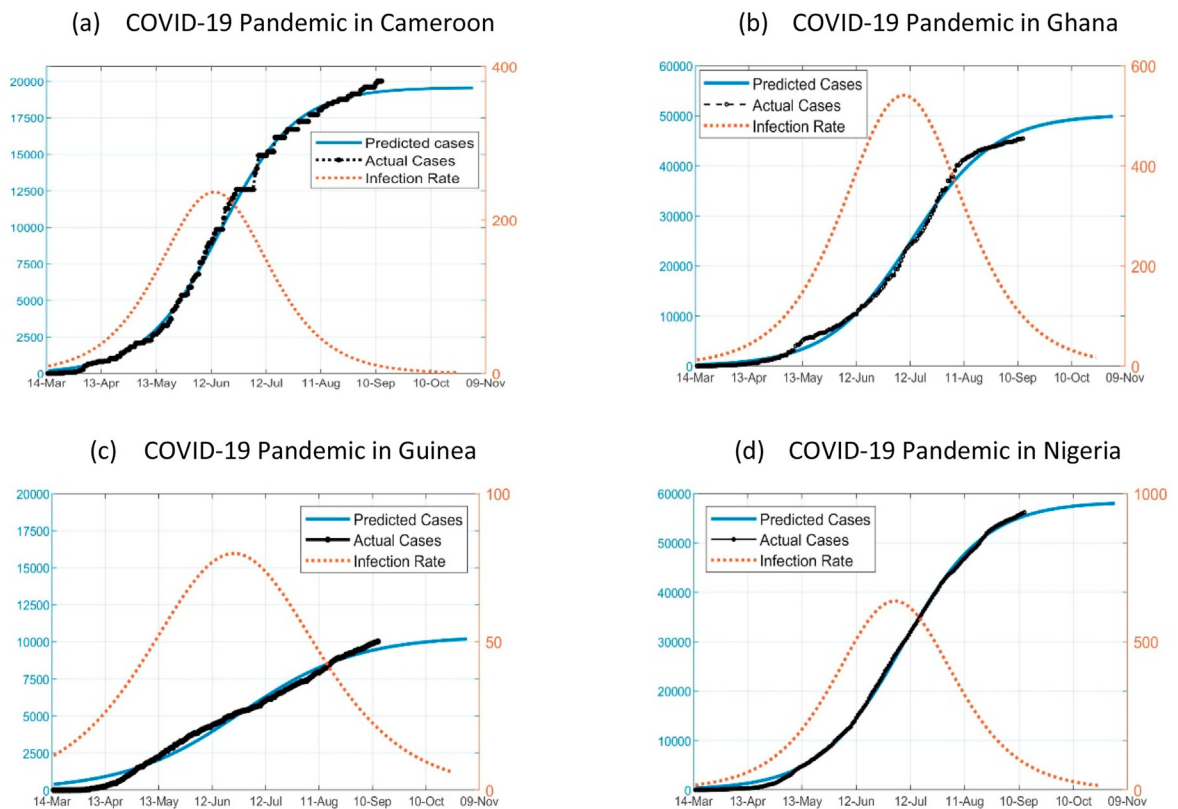 (a) COVID-19 Pandemic in Cameroon
400
20000
17500
Predicted cases
15000
Actual Cases
Infection Rate
12500
200
10000
7500
5000
2500
0
0
14-Mar 13-Apr 13-May 12-Jun 12-Jul 11-Aug 10-Sep 10-Oct 09-Nov
(b) COVID-19 Pandemic in Ghana
60000 600
Predicted Cases
Actual Cases
Infection Rate
50000
40000 400
30000
20000 200
10000
0 0
14-Mar 13-Apr 13-May 12-Jun 12-Jul 11-Aug 10-Sep 10-Oct 09-Nov
(c) COVID-19 Pandemic in Guinea
20000 100
Predicted Cases
17500
Actual Cases
Infection Rate
15000
12500
10000 50
7500
5000
2500
0 0
14-Mar 13-Apr 13-May 12-Jun 12-Jul 11-Aug 10-Sep 10-Oct 09-Nov
(d) COVID-19 Pandemic in Nigeria
60000 1000
Predicted Cases
50000
Actual Cases
Infection Rate
40000
30000 500
20000
10000
0 0
14-Mar 13-Apr 13-May 12-Jun 12-Jul 11-Aug 10-Sep 10-Oct 09-Nov